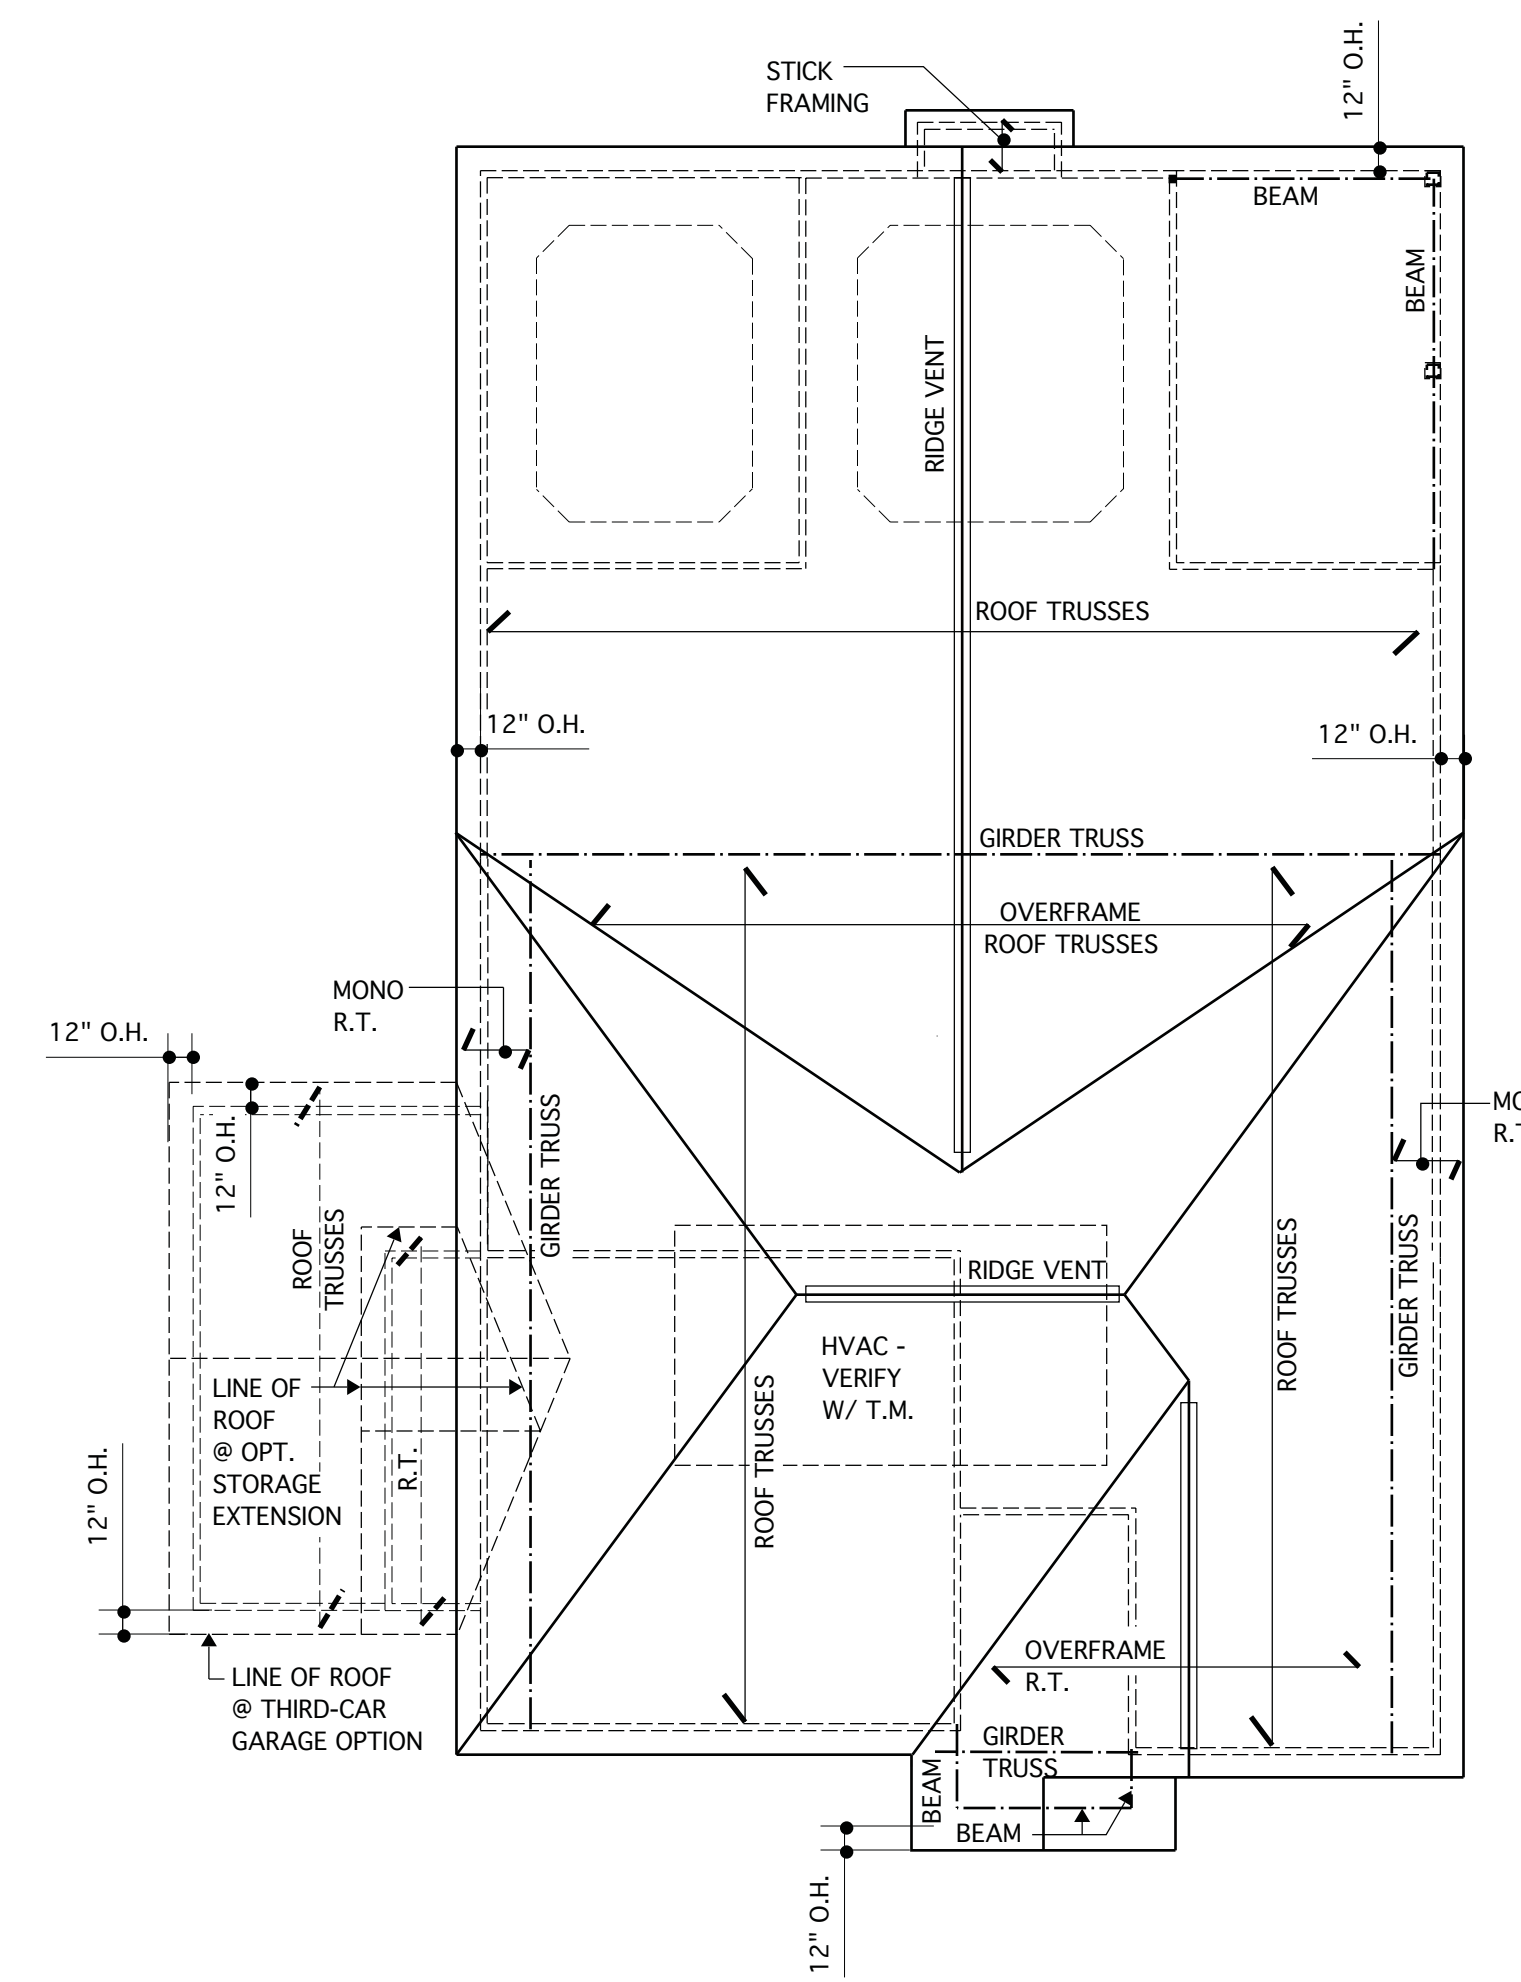 12" O.H.
STICK
FRAMING
BEAM
BEAM
RIDGE VENT
ROOF TRUSSES
12" O.H.
12" O.H.
GIRDER TRUSS
OVERFRAME
ROOF TRUSSES
MONO
R.T.
12" O.H.
12" O.H.
GIRDER TRUSS
MO
R.T
ROOF
TRUSSES
RIDGE VENT
ROOF TRUSSES
GIRDER TRUSS
HVAC -
VERIFY
W/ T.M.
LINE OF
ROOF
@ OPT.
STORAGE
EXTENSION
R.T.
ROOF TRUSSES
12" O.H.
OVERFRAME
R.T.
LINE OF ROOF
@ THIRD-CAR
GARAGE OPTION
GIRDER
TRUSS
BEAM
BEAM
12" O.H.